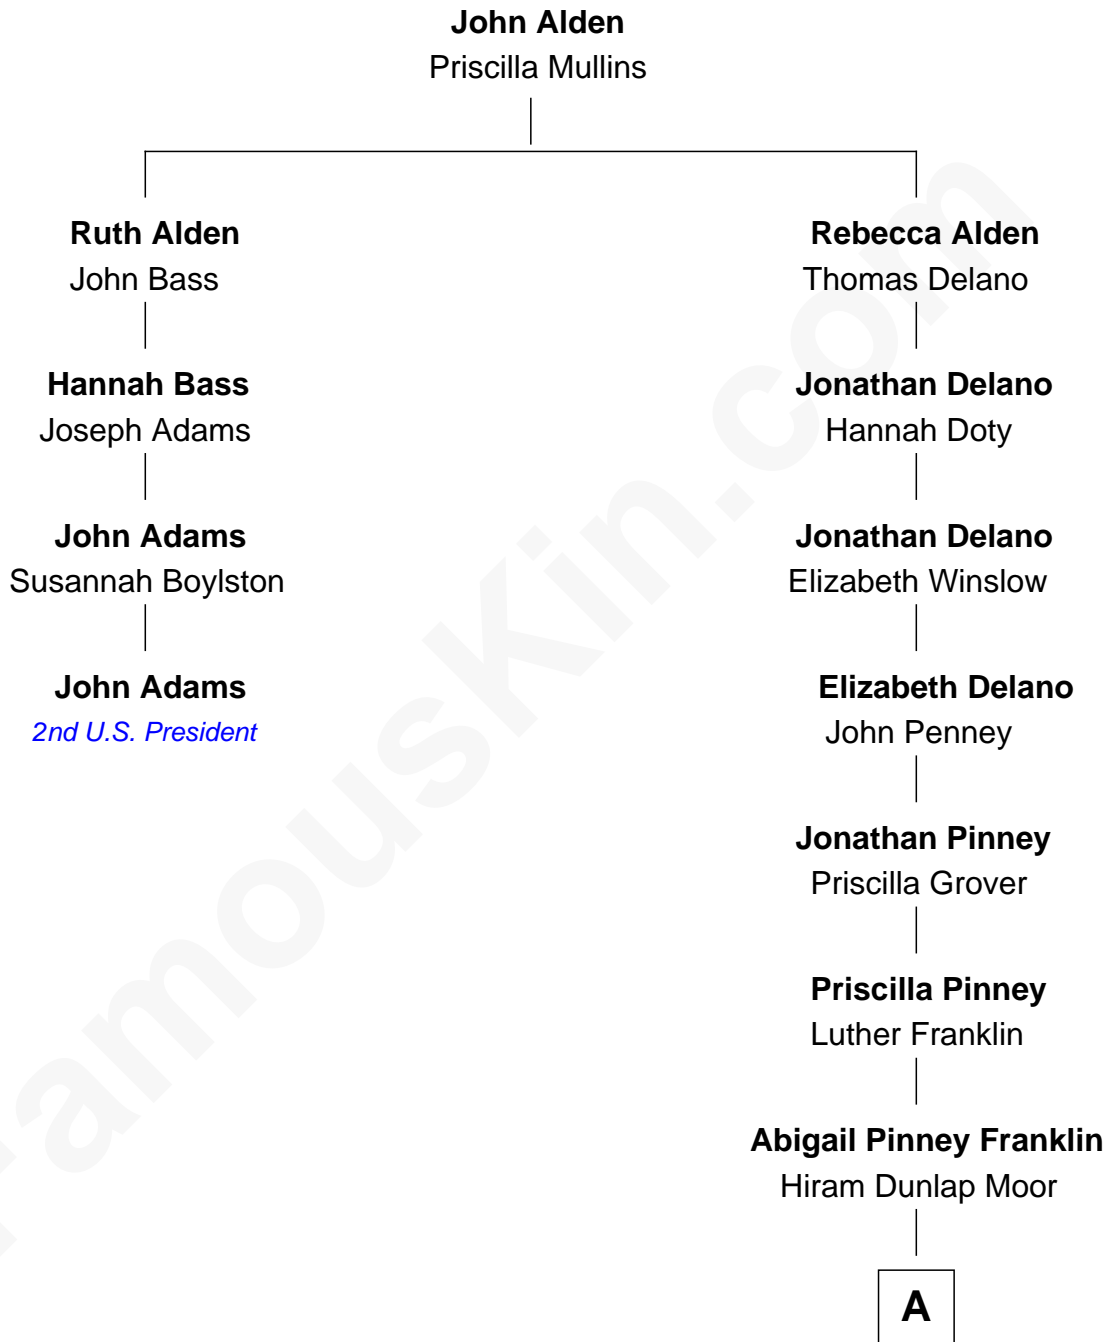 John Alden
Priscilla Mullins
Ruth Alden
John Bass
Rebecca Alden
Thomas Delano
Hannah Bass
Joseph Adams
Jonathan Delano
Hannah Doty
John Adams
Susannah Boylston
Jonathan Delano
Elizabeth Winslow
John Adams
2nd U.S. President
Elizabeth Delano
John Penney
Jonathan Pinney
Priscilla Grover
Priscilla Pinney
Luther Franklin
Abigail Pinney Franklin
Hiram Dunlap Moor
A
FamousKin.com